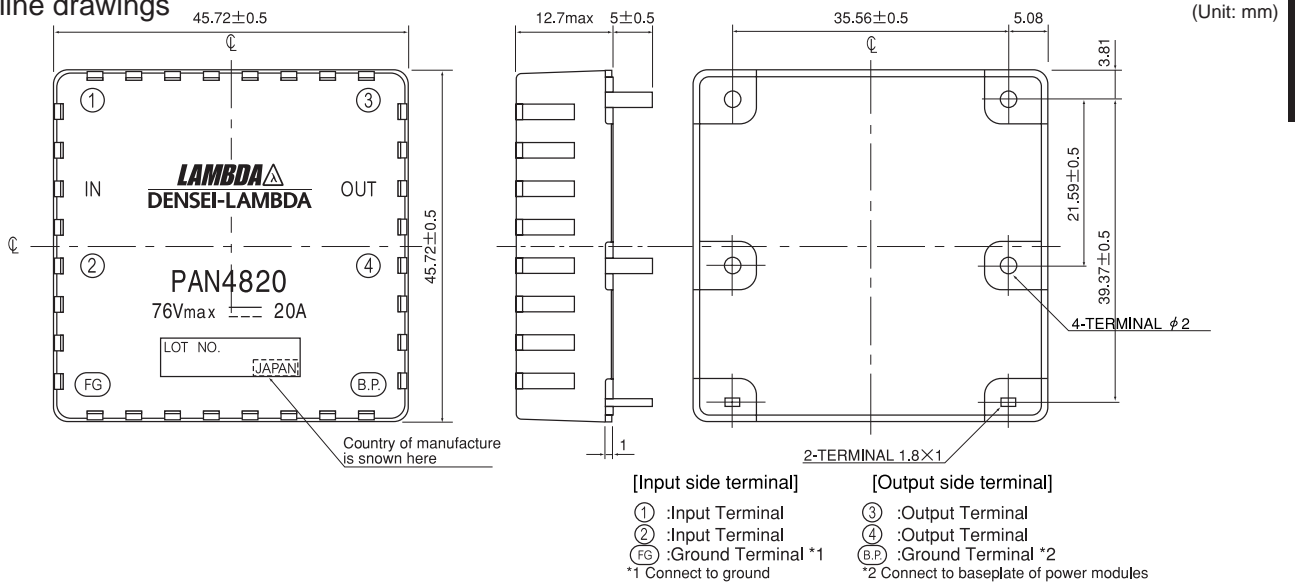 line drawings
(Unit: mm)
45.72±0.5
12.7max
5±0.5
35.56±0.5
5.08
℄
℄
3.81
1
3
LAMBDA
IN
OUT
DENSEI-LAMBDA
21.59±0.5
45.72±0.5
39.37±0.5
℄
2
4
PAN4820
76Vmax 20A
4-TERMINAL φ2
LOT NO.
JAPAN
FG
B.P.
Country of manufacture
is snown here
1
2-TERMINAL 1.8×1
[Input side terminal]
① :Input Terminal
② :Input Terminal
FG :Ground Terminal *1
*1 Connect to ground
[Output side terminal]
③ :Output Terminal
④ :Output Terminal
B.P. :Ground Terminal *2
*2 Connect to baseplate of power modules